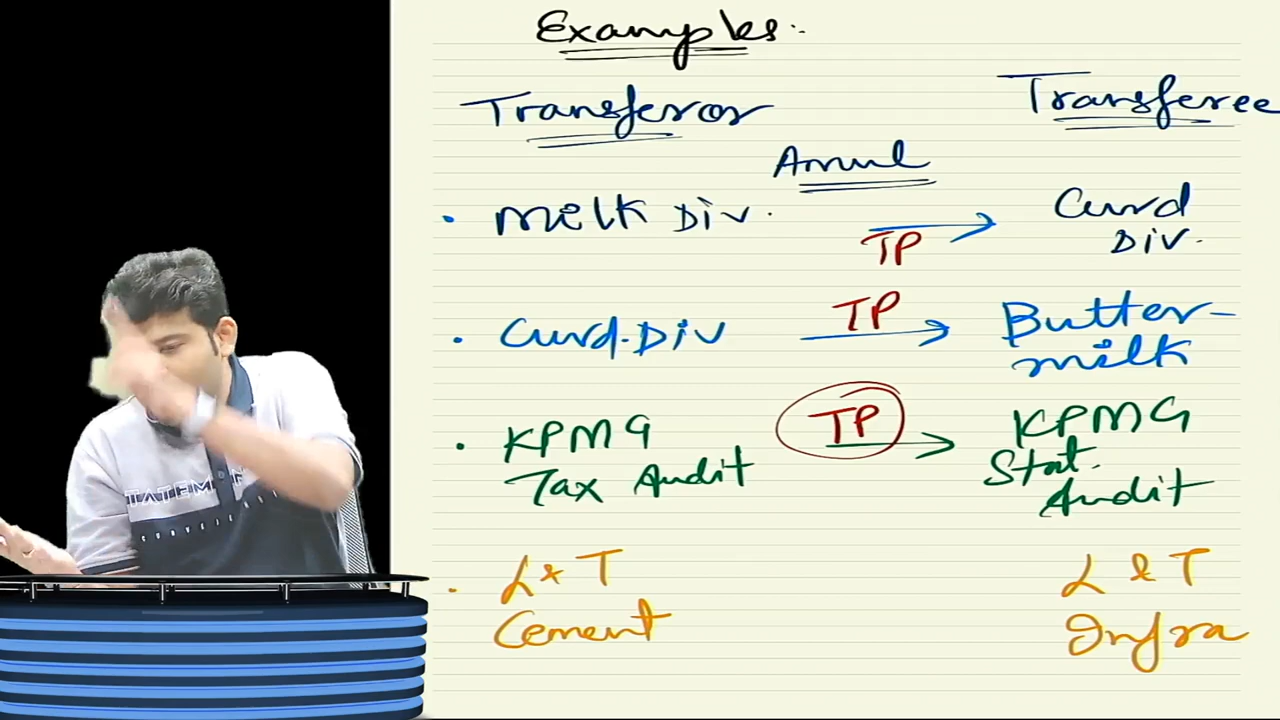 Examples:
Transferor Transferee
Amul
• Milk Div. TP Curd
Div.
• Curd. Div TP Butter-
milk
• KPMG TP KPMG
Tax Audit Stat.
Audit
• L & T L & T
Cement Infra
TATEM